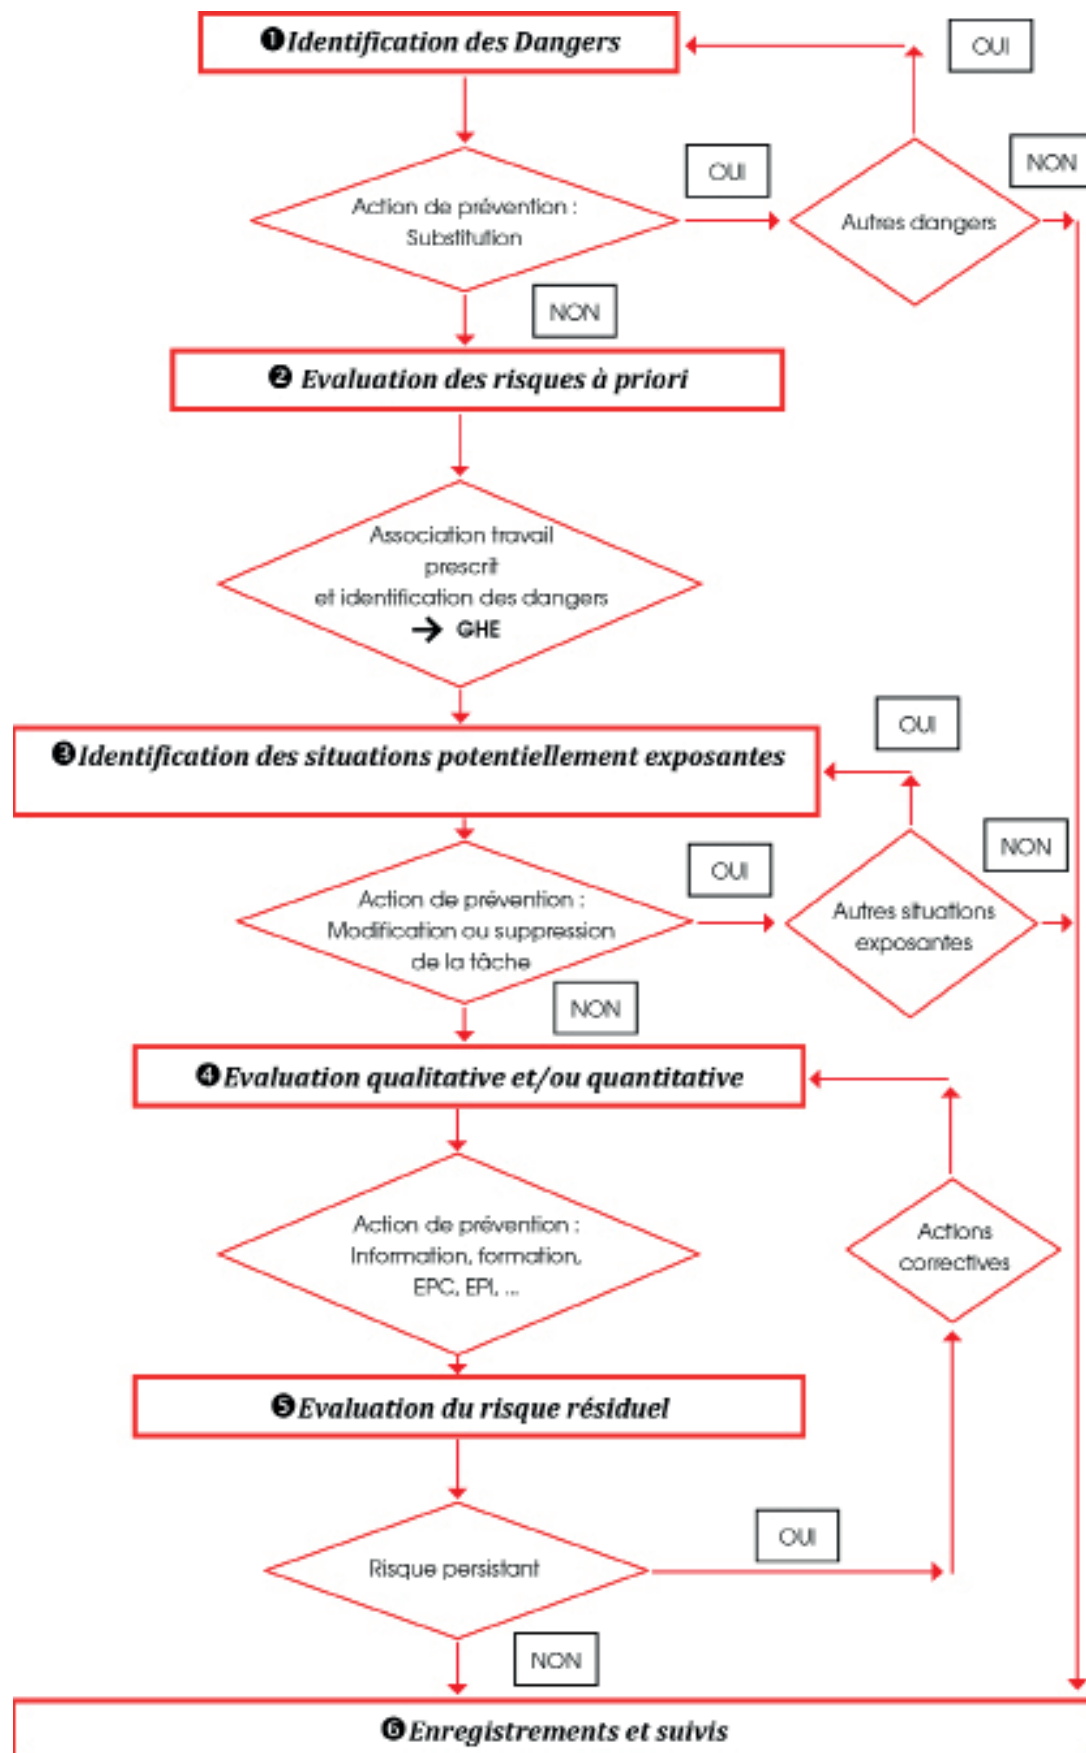 ❶Identification des Dangers
OUI
Action de prévention :
Substitution
OUI
Autres dangers
NON
NON
❷ Evaluation des risques à priori
Association travail
prescrit
et identification des dangers
→ GHE
❸Identification des situations potentiellement exposantes
OUI
Action de prévention :
Modification ou suppression
de la tâche
OUI
Autres situations
exposantes
NON
NON
❹Evaluation qualitative et/ou quantitative
Action de prévention :
Information, formation,
EPC, EPI, ...
Actions
correctives
❺Evaluation du risque résiduel
Risque persistant
OUI
NON
❻Enregistrements et suivis